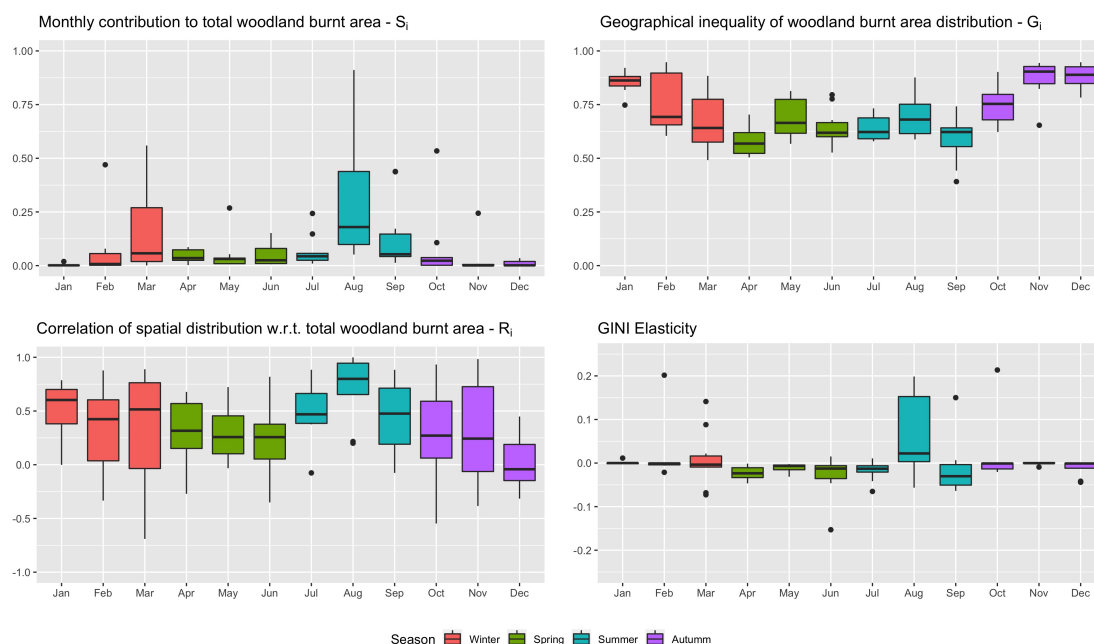 Monthly contribution to total woodland burnt area - Si
1.00
0.75
0.50
0.25
0.00
Jan Feb Mar Apr May Jun Jul Aug Sep Oct Nov Dec
Geographical inequality of woodland burnt area distribution - Gi
1.00
0.75
0.50
0.25
0.00
Jan Feb Mar Apr May Jun Jul Aug Sep Oct Nov Dec
Correlation of spatial distribution w.r.t. total woodland burnt area - Ri
1.0
0.5
0.0
-0.5
-1.0
Jan Feb Mar Apr May Jun Jul Aug Sep Oct Nov Dec
GINI Elasticity
0.2
0.1
0.0
-0.1
-0.2
Jan Feb Mar Apr May Jun Jul Aug Sep Oct Nov Dec
Season Winter Spring Summer Autumm